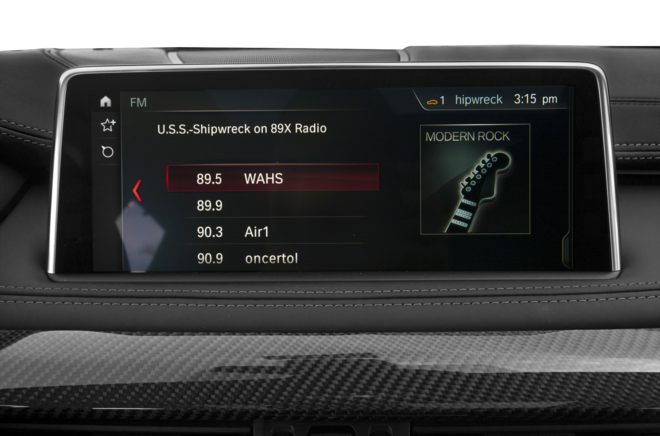 FM
1 hipwreck 3:15 pm
U.S.S.-Shipwreck on 89X Radio
MODERN ROCK
89.5 WAHS
89.9
90.3 Air1
90.9 oncertol